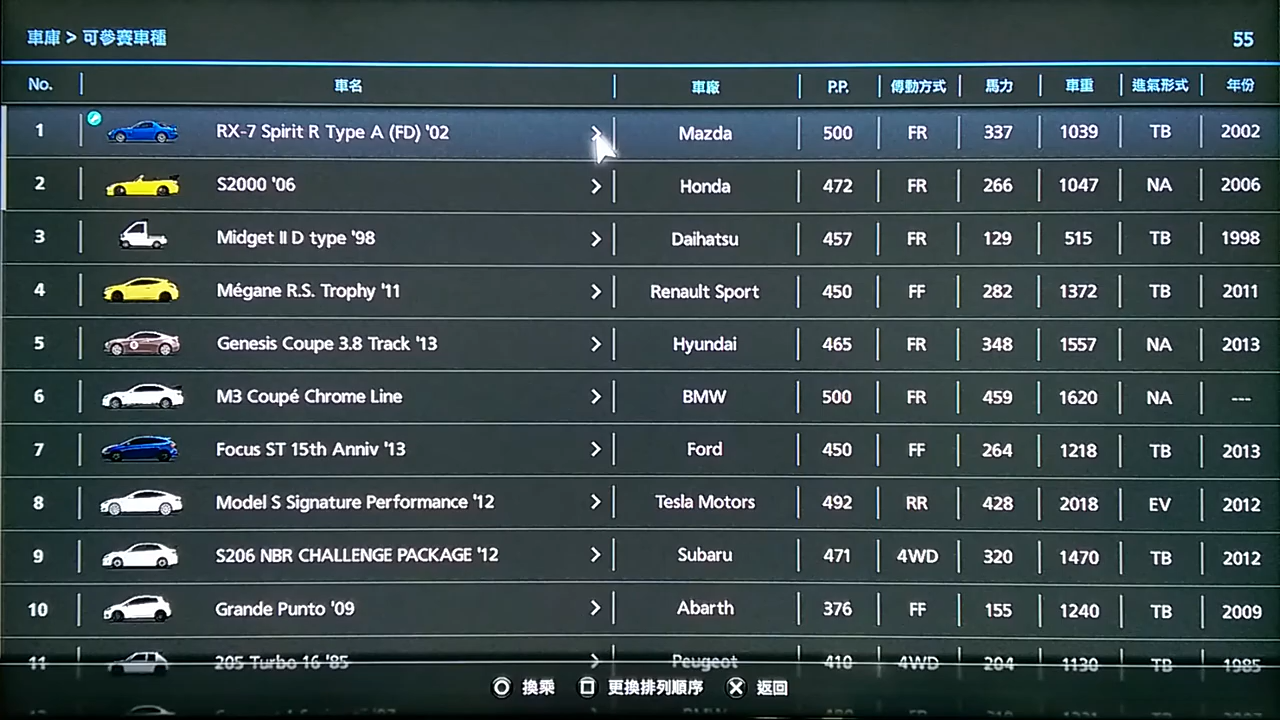 車庫 > 可參賽車種 55
No. 車名 車廠 P.P. 傳動方式 馬力 車重 進氣形式 年份
1 RX-7 Spirit R Type A (FD) '02 Mazda 500 FR 337 1039 TB 2002
2 S2000 '06 Honda 472 FR 266 1047 NA 2006
3 Midget II D type '98 Daihatsu 457 FR 129 515 TB 1998
4 Mégane R.S. Trophy '11 Renault Sport 450 FF 282 1372 TB 2011
5 Genesis Coupe 3.8 Track '13 Hyundai 465 FR 348 1557 NA 2013
6 M3 Coupé Chrome Line BMW 500 FR 459 1620 NA ---
7 Focus ST 15th Anniv '13 Ford 450 FF 264 1218 TB 2013
8 Model S Signature Performance '12 Tesla Motors 492 RR 428 2018 EV 2012
9 S206 NBR CHALLENGE PACKAGE '12 Subaru 471 4WD 320 1470 TB 2012
10 Grande Punto '09 Abarth 376 FF 155 1240 TB 2009
11 205 Turbo 16 '85 Peugeot 410 4WD 204 1130 TB 1985
換乘 更換排列順序 返回